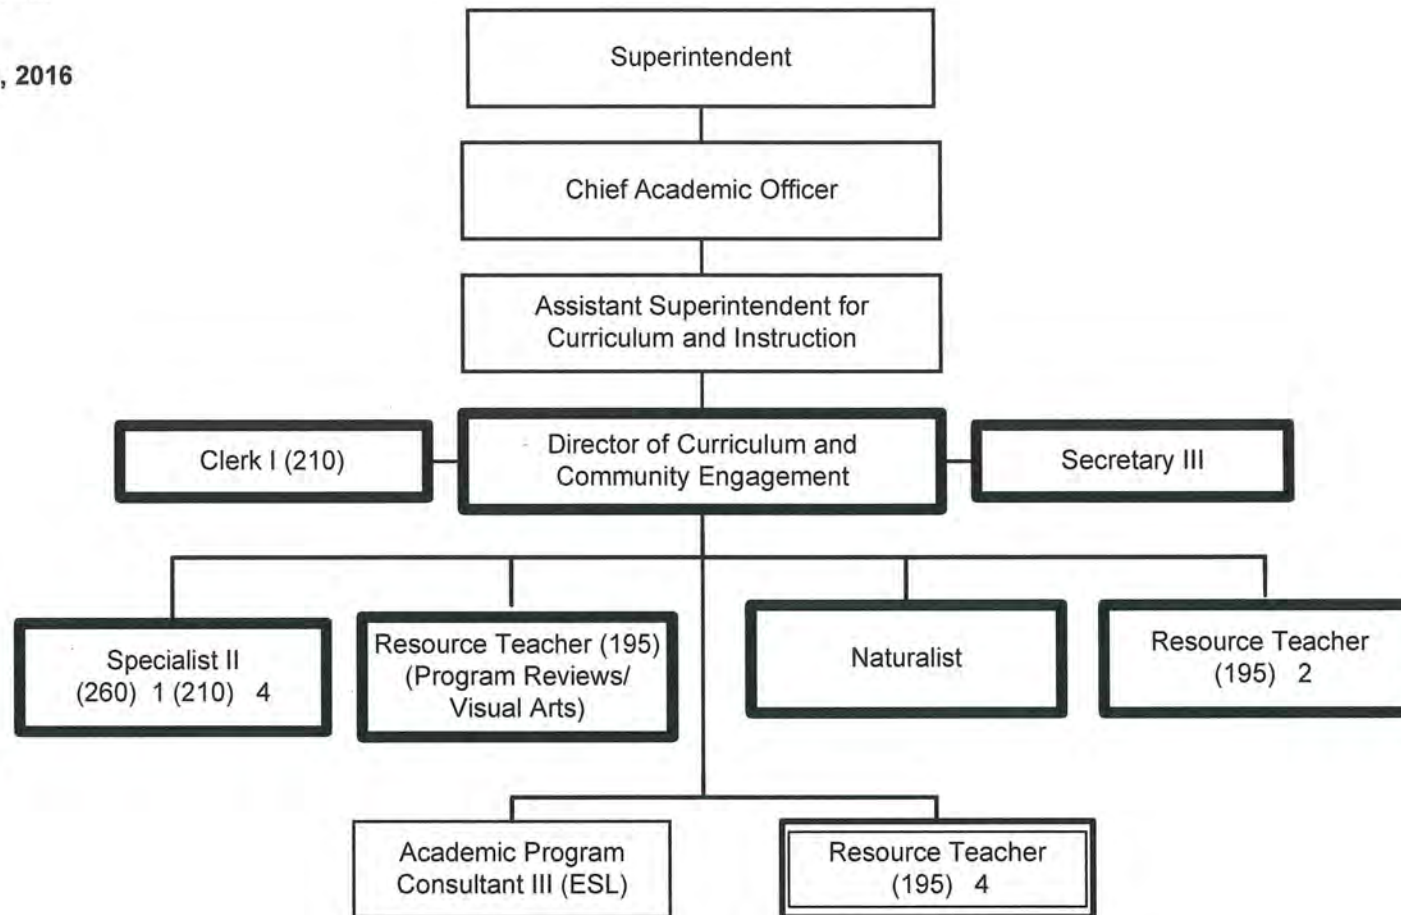 , 2016
Superintendent
Chief Academic Officer
Assistant Superintendent for
Curriculum and Instruction
Clerk I (210)
Director of Curriculum and
Community Engagement
Secretary III
Specialist II
(260) 1 (210) 4
Resource Teacher (195)
(Program Reviews/
Visual Arts)
Naturalist
Resource Teacher
(195) 2
Academic Program
Consultant III (ESL)
Resource Teacher
(195) 4